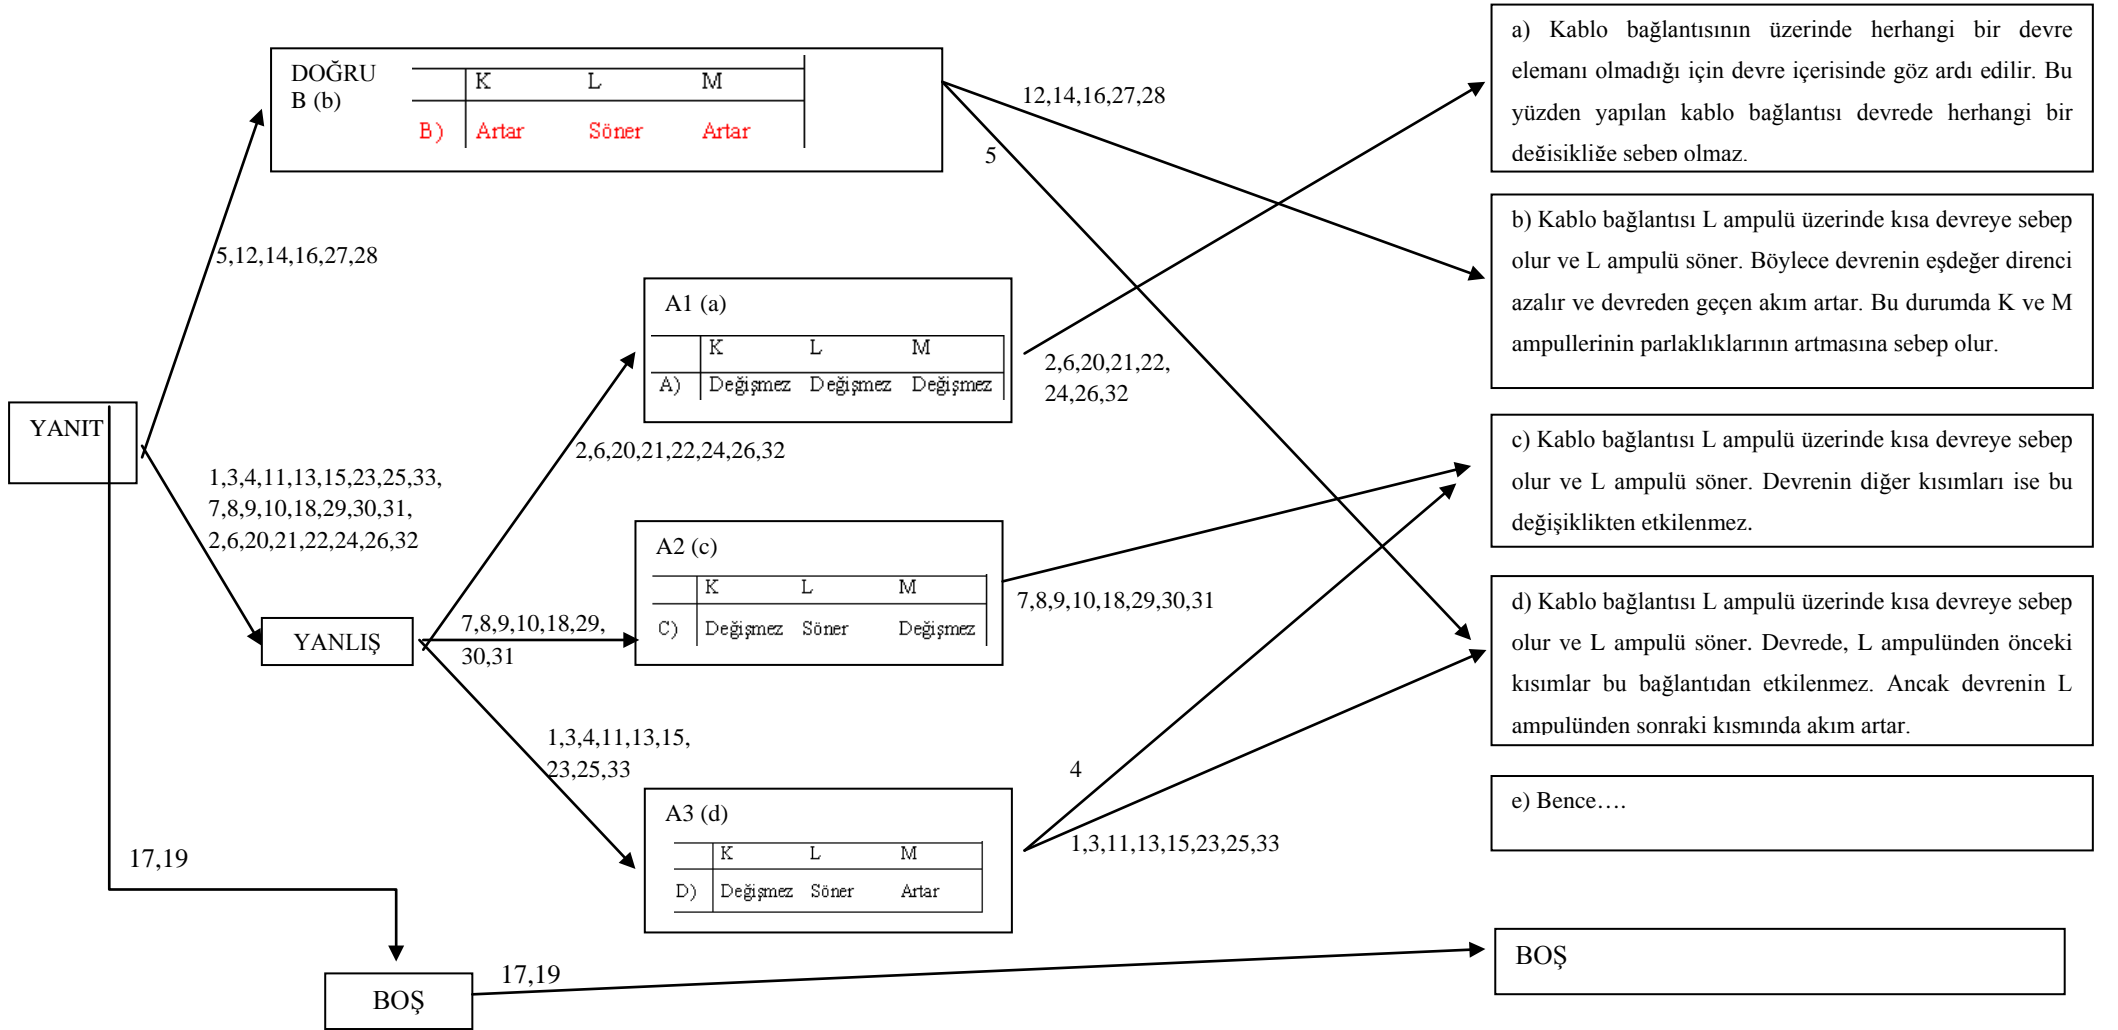 DOĞRU
B (b)
K L M
B) Artar Söner Artar
12,14,16,27,28
5
5,12,14,16,27,28
A1 (a)
K L M
A) Değişmez Değişmez Değişmez
2,6,20,21,22,
24,26,32
YANIT
2,6,20,21,22,24,26,32
1,3,4,11,13,15,23,25,33,
7,8,9,10,18,29,30,31,
2,6,20,21,22,24,26,32
A2 (c)
K L M
C) Değişmez Söner Değişmez
7,8,9,10,18,29,30,31
YANLIŞ
7,8,9,10,18,29,
30,31
1,3,4,11,13,15,
23,25,33
A3 (d)
K L M
D) Değişmez Söner Artar
4
1,3,11,13,15,23,25,33
17,19
BOŞ
17,19
a) Kablo bağlantısının üzerinde herhangi bir devre
elemanı olmadığı için devre içerisinde göz ardı edilir. Bu
yüzden yapılan kablo bağlantısı devrede herhangi bir
değişikliğe sebep olmaz.
b) Kablo bağlantısı L ampulü üzerinde kısa devreye sebep
olur ve L ampulü söner. Böylece devrenin eşdeğer direnci
azalır ve devreden geçen akım artar. Bu durumda K ve M
ampullerinin parlaklıklarının artmasına sebep olur.
c) Kablo bağlantısı L ampulü üzerinde kısa devreye sebep
olur ve L ampulü söner. Devrenin diğer kısımları ise bu
değişiklikten etkilenmez.
d) Kablo bağlantısı L ampulü üzerinde kısa devreye sebep
olur ve L ampulü söner. Devrede, L ampulünden önceki
kısımlar bu bağlantıdan etkilenmez. Ancak devrenin L
ampulünden sonraki kısmında akım artar.
e) Bence….
BOŞ